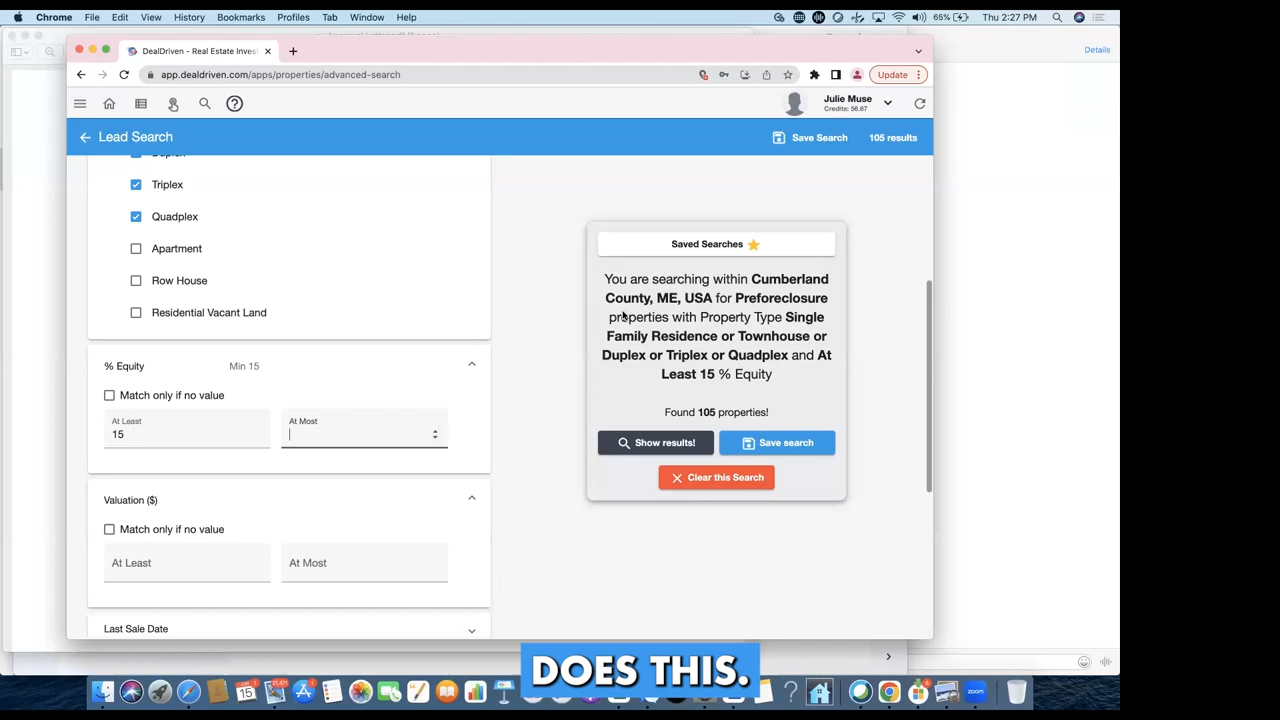 Chrome File Edit View History Bookmarks Profiles Tab Window Help
65% Thu 2:27 PM
Details
DealDriven - Real Estate Inves
app.dealdriven.com/apps/properties/advanced-search
Update
Julie Muse
Credits: 56.67
Lead Search
Save Search
105 results
Duplex
Triplex
Quadplex
Apartment
Row House
Residential Vacant Land
% Equity
Min 15
Match only if no value
At Least
15
At Most
Valuation ($)
Match only if no value
At Least
At Most
Last Sale Date
Saved Searches
You are searching within Cumberland
County, ME, USA for Preforeclosure
properties with Property Type Single
Family Residence or Townhouse or
Duplex or Triplex or Quadplex and At
Least 15 % Equity
Found 105 properties!
Show results!
Save search
Clear this Search
DOES THIS.
15
zoom